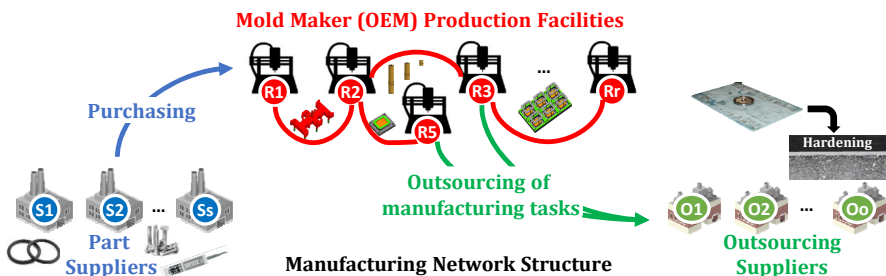 Mold Maker (OEM) Production Facilities
R1
R2
R5
R3
...
Rr
Purchasing
Hardening
Outsourcing of
manufacturing tasks
S1
S2
...
Ss
O1
O2
...
Oo
Part
Suppliers
Outsourcing
Suppliers
Manufacturing Network Structure